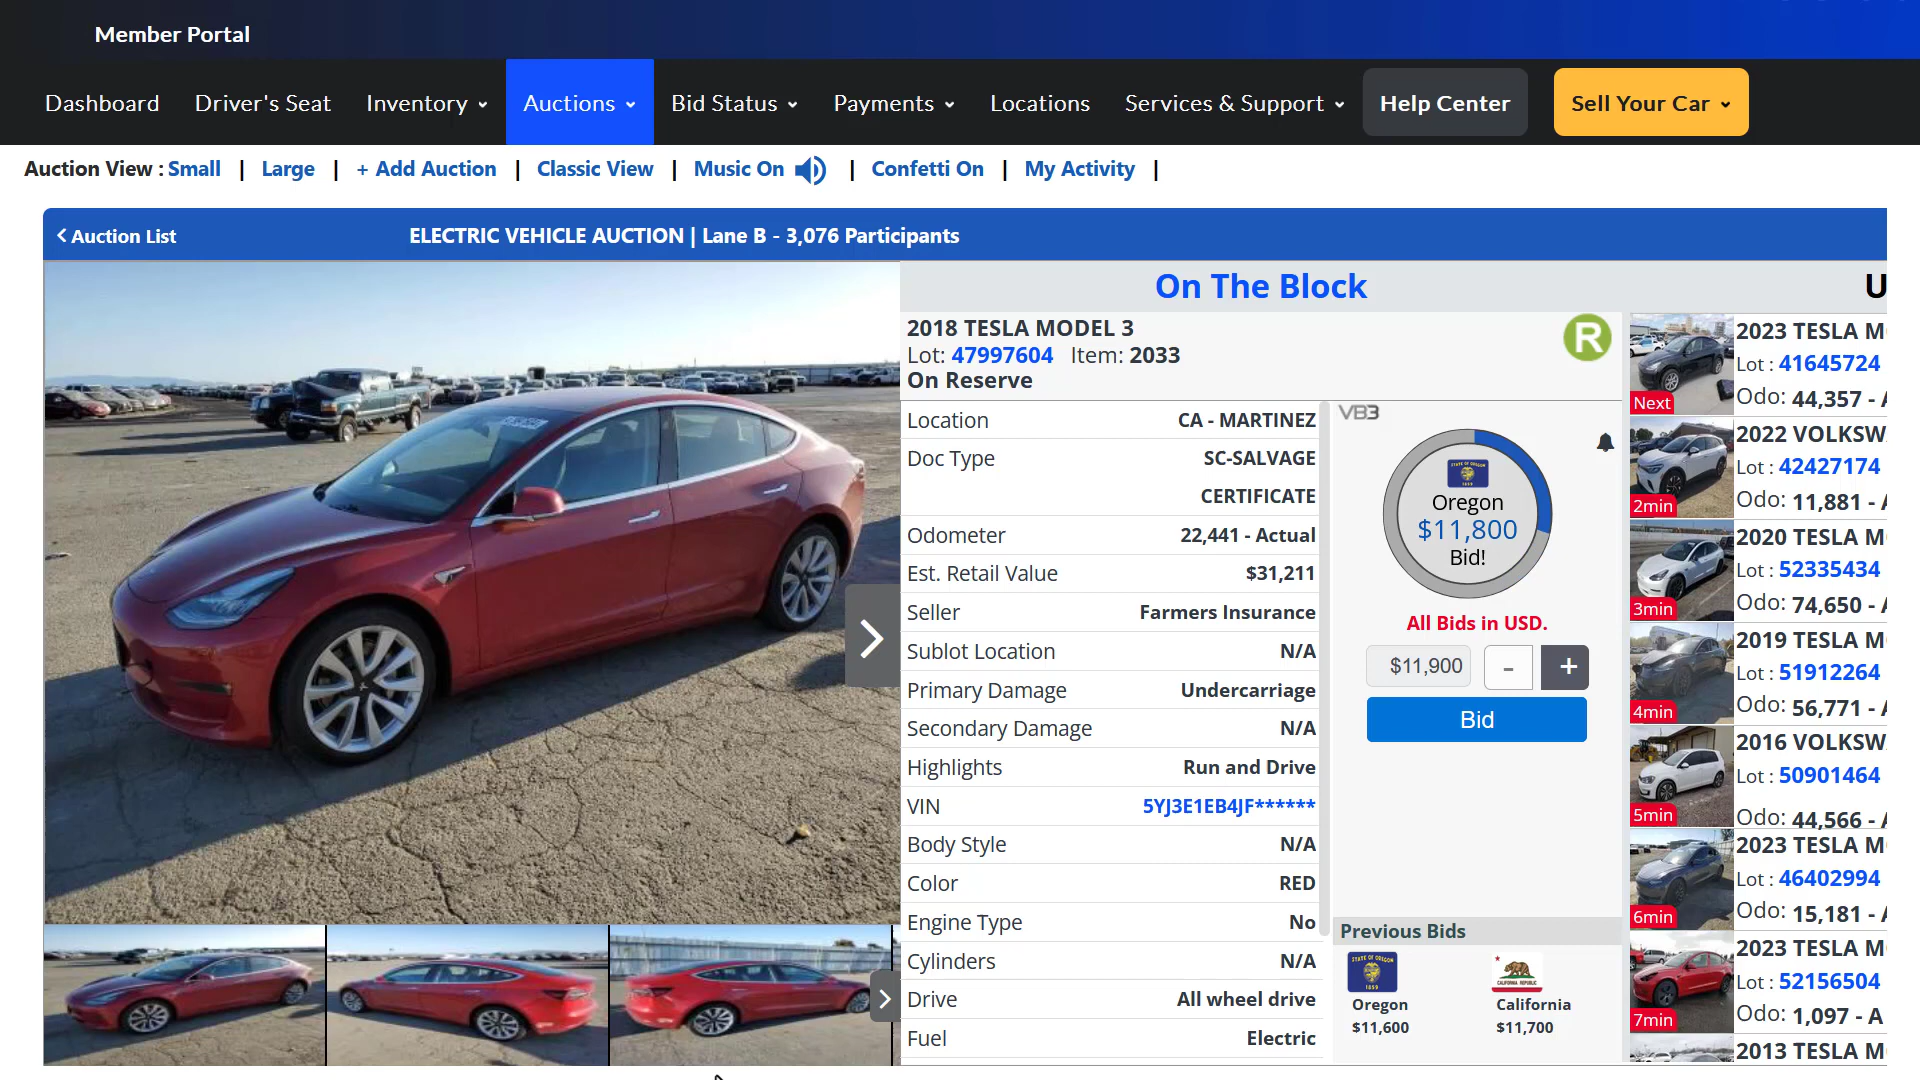 Member Portal
Dashboard Driver's Seat Inventory Auctions Bid Status Payments Locations Services & Support Help Center Sell Your Car
Auction View : Small | Large | + Add Auction | Classic View | Music On | Confetti On | My Activity |
Auction List
ELECTRIC VEHICLE AUCTION | Lane B - 3,076 Participants
On The Block
U
2018 TESLA MODEL 3
Lot: 47997604 Item: 2033
On Reserve
R
Location CA - MARTINEZ
Doc Type SC-SALVAGE
CERTIFICATE
Odometer 22,441 - Actual
Est. Retail Value $31,211
Seller Farmers Insurance
Sublot Location N/A
Primary Damage Undercarriage
Secondary Damage N/A
Highlights Run and Drive
VIN 5YJ3E1EB4JF******
Body Style N/A
Color RED
Engine Type No
Cylinders N/A
Drive All wheel drive
Fuel Electric
VB3
STATE OF OREGON
Oregon
$11,800
Bid!
All Bids in USD.
$11,900 - +
Bid
Previous Bids
STATE OF OREGON
1859
CALIFORNIA REPUBLIC
Oregon California
$11,600 $11,700
2023 TESLA M
Lot : 41645724
Odo: 44,357 - A
Next
2022 VOLKSW
Lot : 42427174
Odo: 11,881 - A
2min
2020 TESLA M
Lot : 52335434
Odo: 74,650 - A
3min
2019 TESLA M
Lot : 51912264
Odo: 56,771 - A
4min
2016 VOLKSW
Lot : 50901464
Odo: 44,566 - A
5min
2023 TESLA M
Lot : 46402994
Odo: 15,181 - A
6min
2023 TESLA M
Lot : 52156504
Odo: 1,097 - A
7min
2013 TESLA M